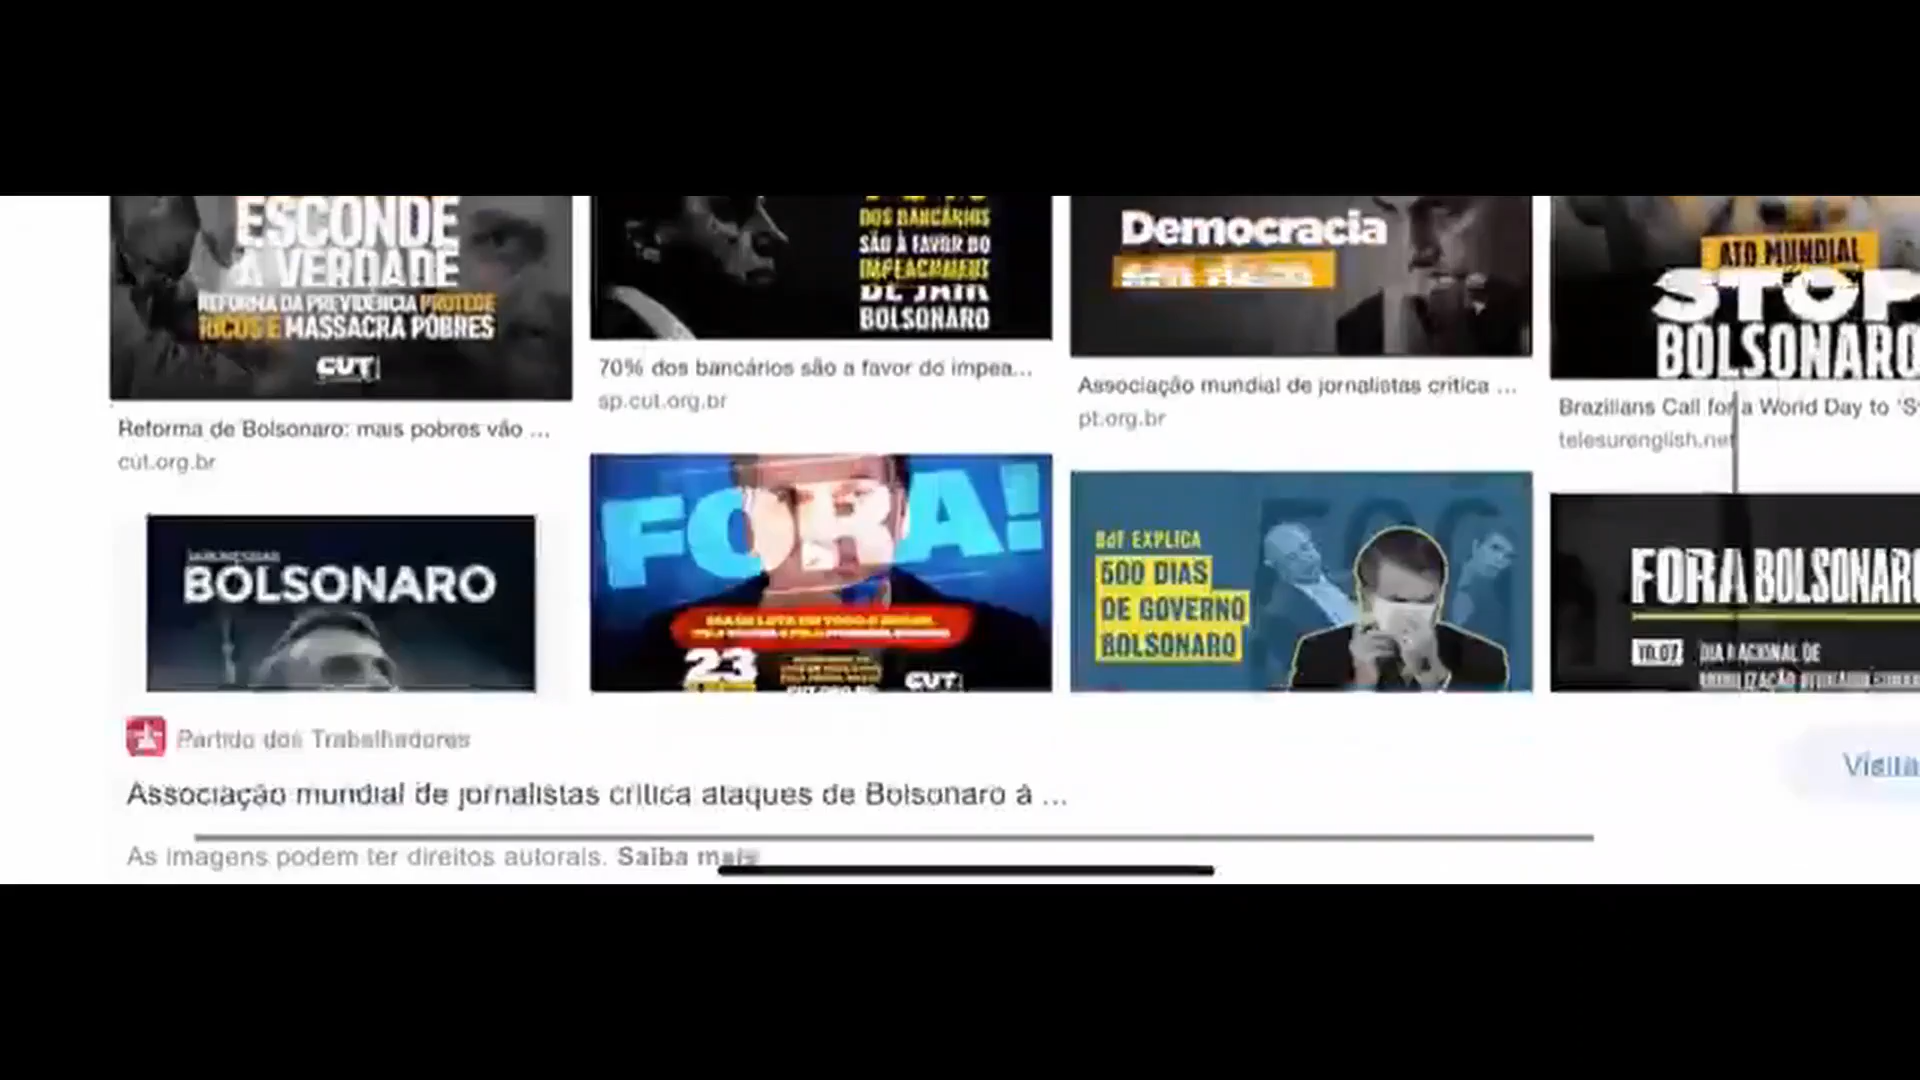 ESCONDE
A VERDADE
REFORMA DA PREVIDÊNCIA PROTEGE
RICOS E MASSACRA POBRES
CUT
Reforma de Bolsonaro: mais pobres vão ...
cut.org.br
DOS BANCÁRIOS
SÃO À FAVOR DO
IMPEACHMENT
DE JAIR
BOLSONARO
70% dos bancários são a favor do impea...
sp.cut.org.br
Democracia
Associação mundial de jornalistas critica ...
pt.org.br
ATO MUNDIAL
STOP
BOLSONARO
Brazilians Call for a World Day to 'S
telesurenglish.net
BOLSONARO
FORA!
23
CUT
BdF EXPLICA
500 DIAS
DE GOVERNO
BOLSONARO
FORA BOLSONARO
10.07
DIA NACIONAL DE
Partido dos Trabalhadores
Associação mundial de jornalistas critica ataques de Bolsonaro à ...
Visita
As imagens podem ter direitos autorais. Saiba mais